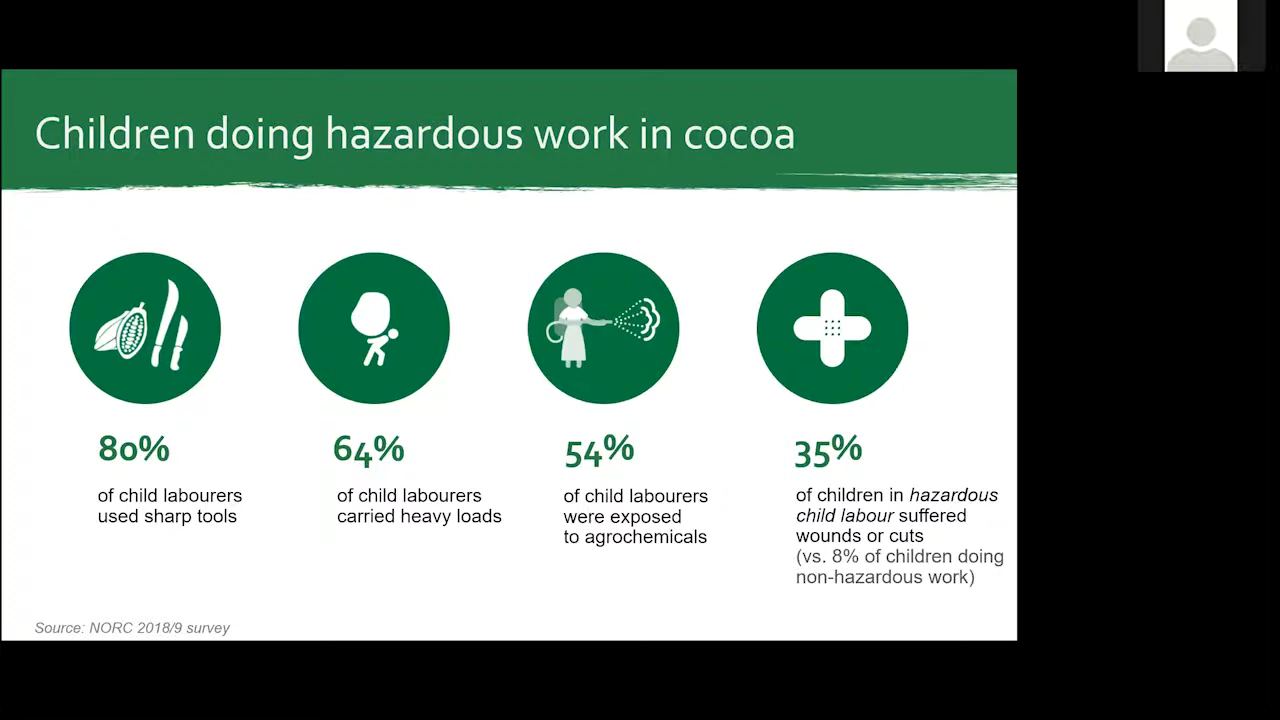 Children doing hazardous work in cocoa
80%
of child labourers
used sharp tools
64%
of child labourers
carried heavy loads
54%
of child labourers
were exposed
to agrochemicals
35%
of children in hazardous
child labour suffered
wounds or cuts
(vs. 8% of children doing
non-hazardous work)
Source: NORC 2018/9 survey